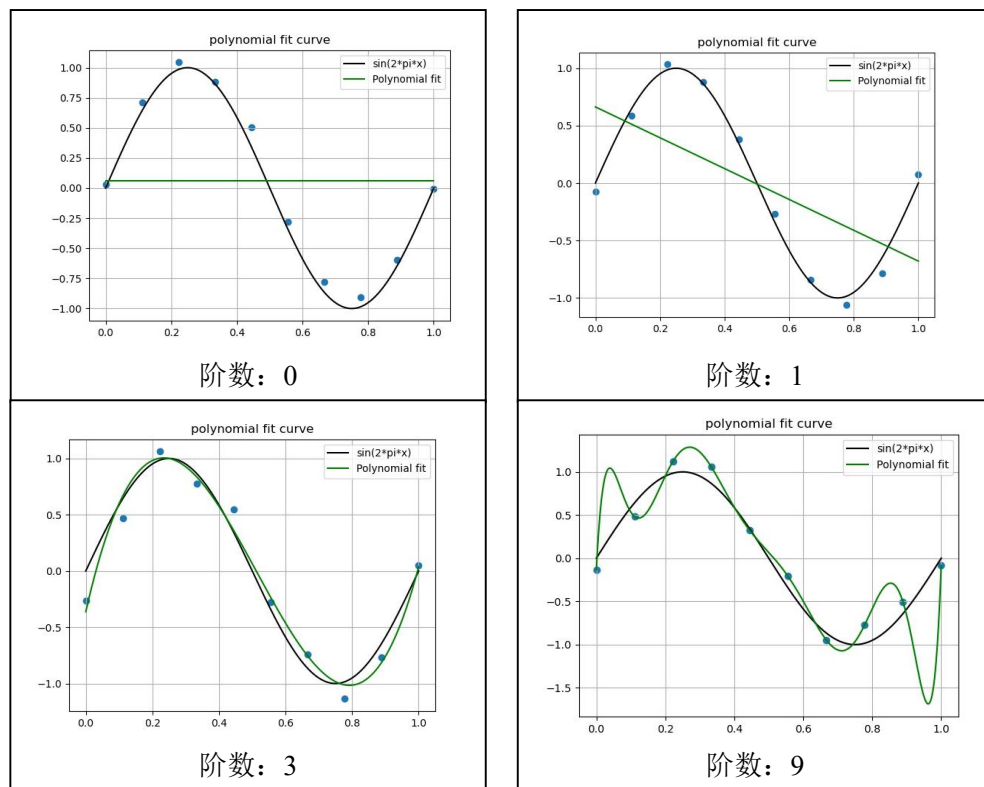 polynomial fit curve
sin(2*pi*x)
Polynomial fit
1.00
0.75
0.50
0.25
0.00
-0.25
-0.50
-0.75
-1.00
0.0 0.2 0.4 0.6 0.8 1.0
阶数：0
polynomial fit curve
sin(2*pi*x)
Polynomial fit
1.0
0.5
0.0
-0.5
-1.0
0.0 0.2 0.4 0.6 0.8 1.0
阶数：1
polynomial fit curve
sin(2*pi*x)
Polynomial fit
1.0
0.5
0.0
-0.5
-1.0
0.0 0.2 0.4 0.6 0.8 1.0
阶数：3
polynomial fit curve
sin(2*pi*x)
Polynomial fit
1.0
0.5
0.0
-0.5
-1.0
-1.5
0.0 0.2 0.4 0.6 0.8 1.0
阶数：9